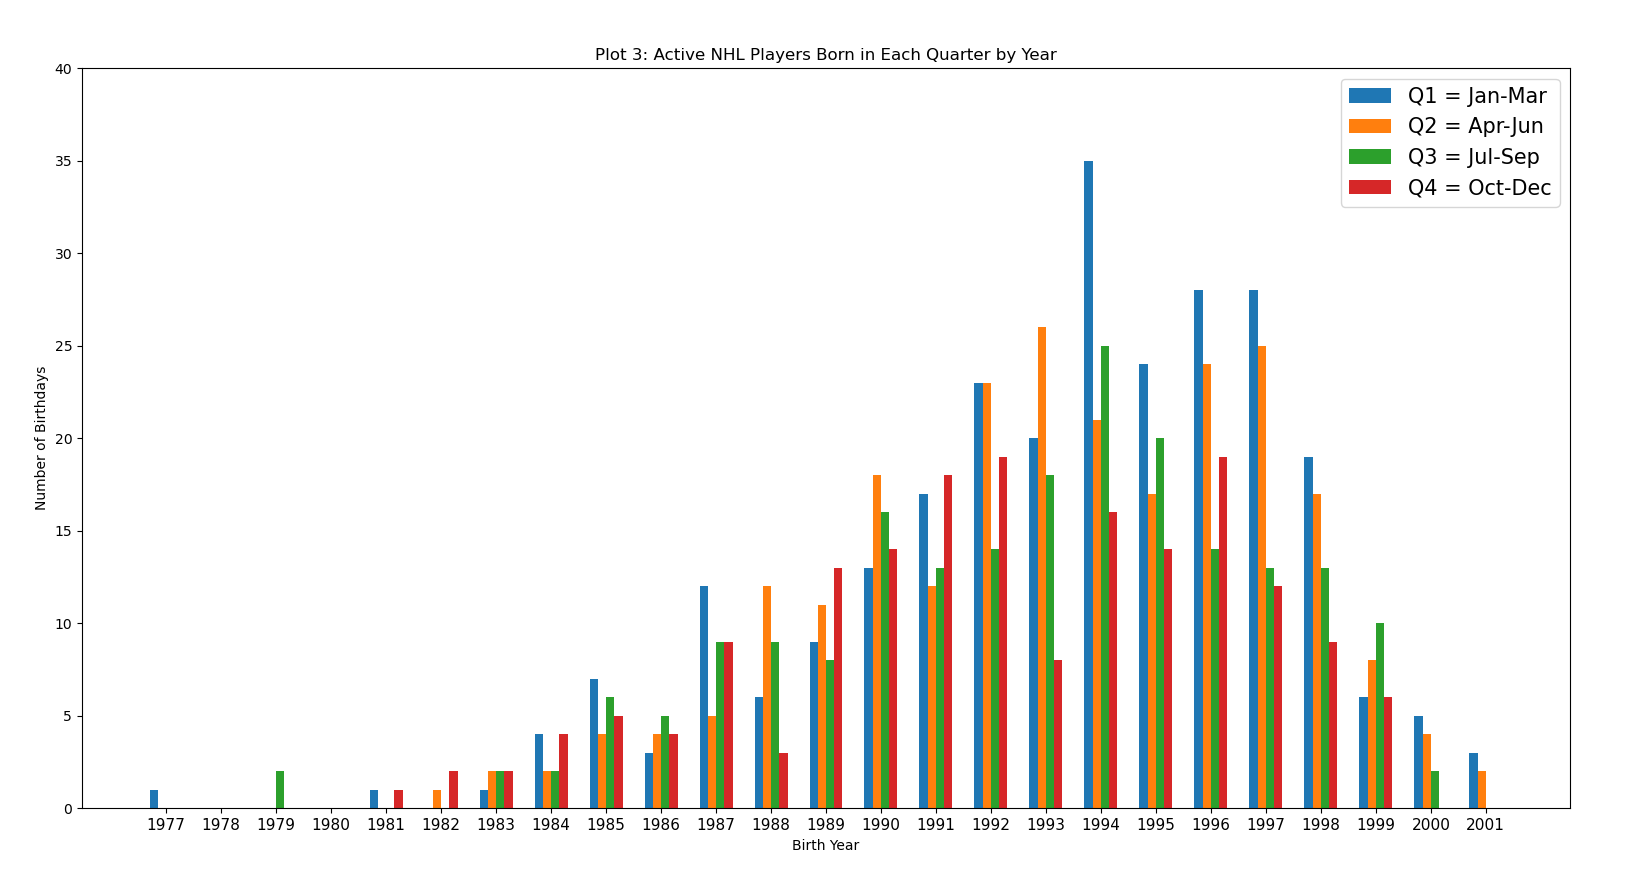 Plot 3: Active NHL Players Born in Each Quarter by Year
40
35
30
25
20
15
10
5
0
Number of Birthdays
Q1 = Jan-Mar
Q2 = Apr-Jun
Q3 = Jul-Sep
Q4 = Oct-Dec
1977 1978 1979 1980 1981 1982 1983 1984 1985 1986 1987 1988 1989 1990 1991 1992 1993 1994 1995 1996 1997 1998 1999 2000 2001
Birth Year